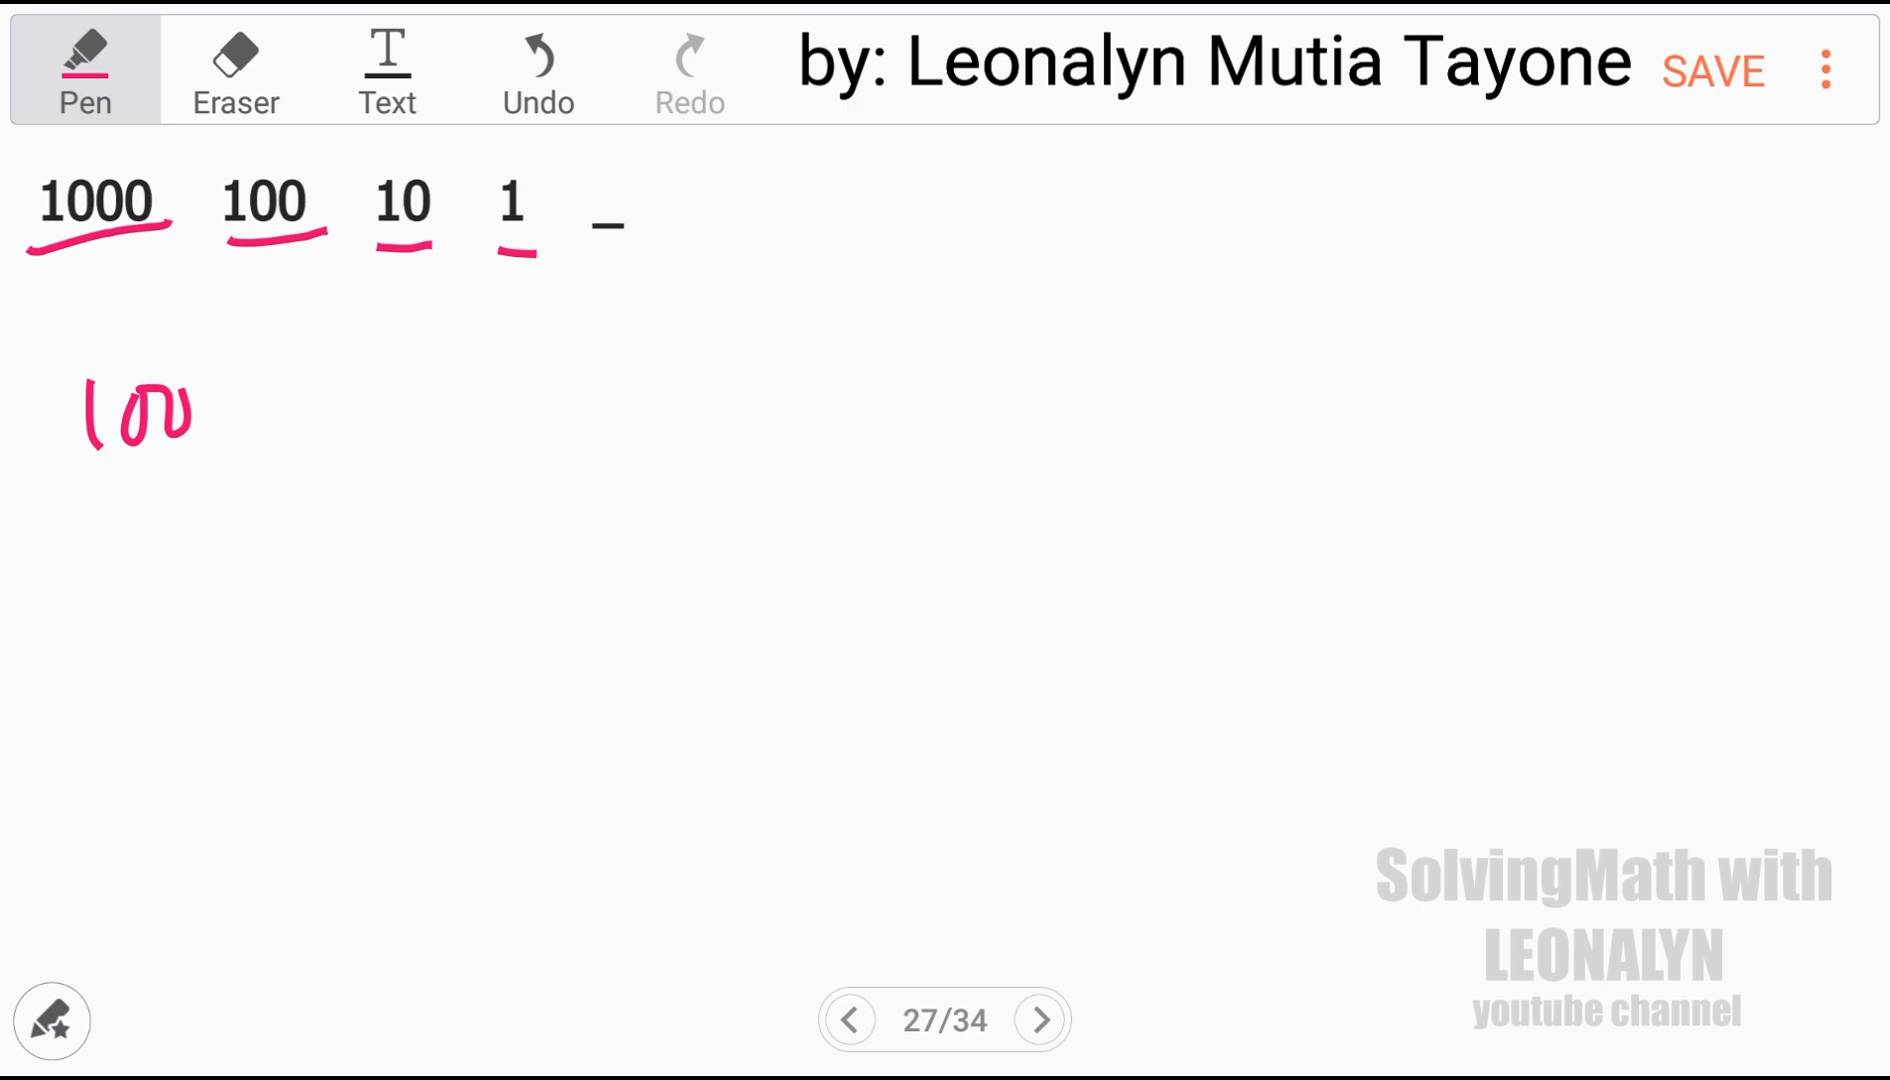 Pen Eraser Text Undo Redo by: Leonalyn Mutia Tayone SAVE
1000 100 10 1 _
100
SolvingMath with
LEONALYN
youtube channel
27/34